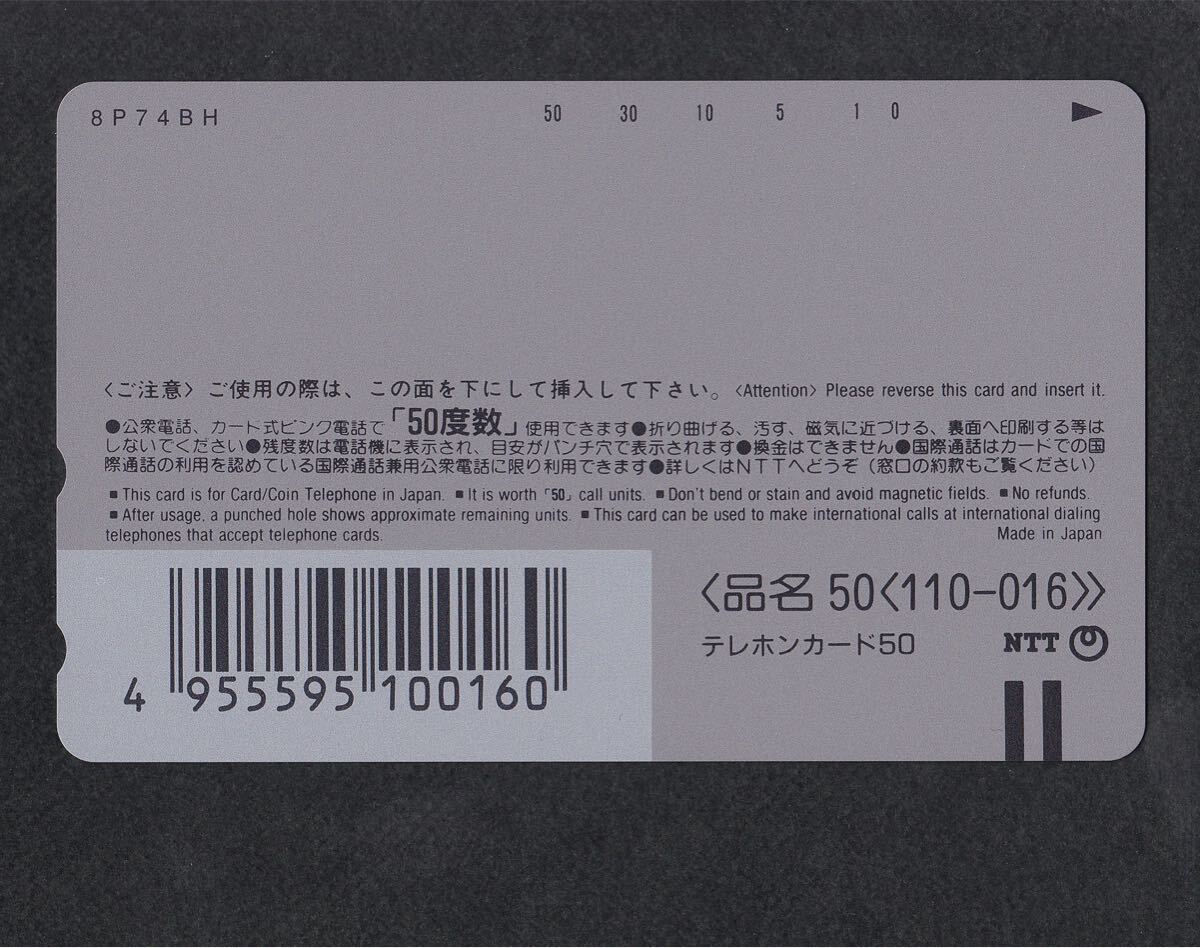 8P74BH 50 30 10 5 1 0
〈ご注意〉ご使用の際は、この面を下にして挿入して下さい。〈Attention〉Please reverse this card and insert it.
●公衆電話、カード式ピンク電話で「50度数」使用できます●折り曲げる、汚す、磁気に近づける、裏面へ印刷する等は
しないでください●残度数は電話機に表示され、目安がパンチ穴で表示されます●換金はできません●国際通話はカードでの国
際通話の利用を認めている国際通話兼用公衆電話に限り利用できます●詳しくはNTTへどうぞ(窓口の約款もご覧ください)
■This card is for Card/Coin Telephone in Japan. ■It is worth「50」call units. ■Don't bend or stain and avoid magnetic fields. ■No refunds.
■After usage, a punched hole shows approximate remaining units. ■This card can be used to make international calls at international dialing
telephones that accept telephone cards. Made in Japan
〈品名 50〈110-016〉〉
テレホンカード50 NTT
4 955595 100160